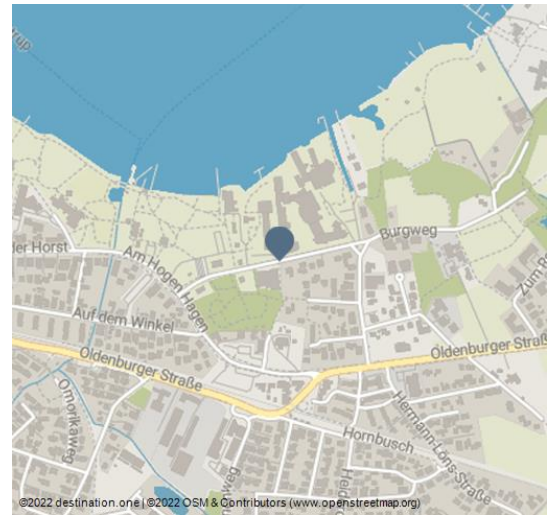 der Horst
Am Hogen Hagen
Burgweg
Auf dem Winkel
Oldenburger Straße
Oldenburger Straße
Omorikaweg
Hornbusch
Hermann-Löns-Straße
©2022 destination.one | ©2022 OSM & Contributors (www.openstreetmap.org)